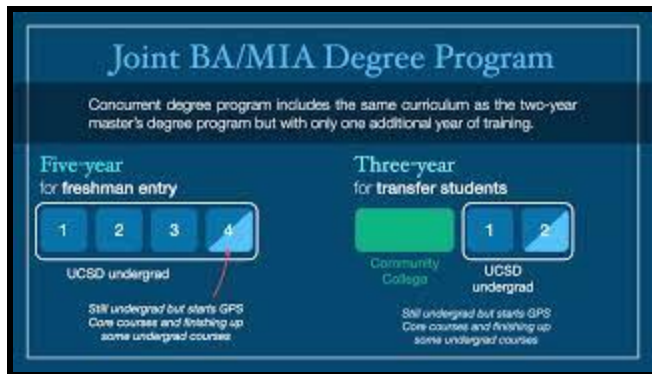 Joint BA/MIA Degree Program
Concurrent degree program includes the same curriculum as the two-year
master's degree program but with only one additional year of training.
Five-year
for freshman entry
1 2 3 4
UCSD undergrad
Still undergrad but starts GPS
Core courses and finishing up
some undergrad courses
Three-year
for transfer students
1 2
Community
College
UCSD
undergrad
Still undergrad but starts GPS
Core courses and finishing up
some undergrad courses